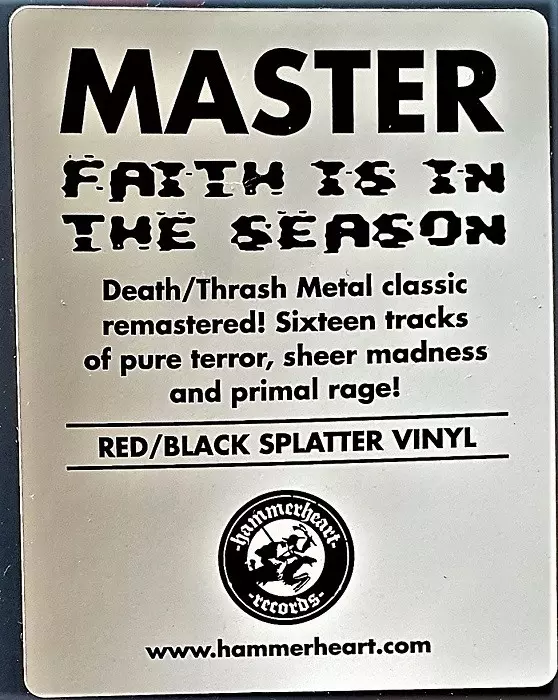 MASTER
FAITH IS IN
THE SEASON
Death/Thrash Metal classic
remastered! Sixteen tracks
of pure terror, sheer madness
and primal rage!
RED/BLACK SPLATTER VINYL
hammerheart
-records-
www.hammerheart.com